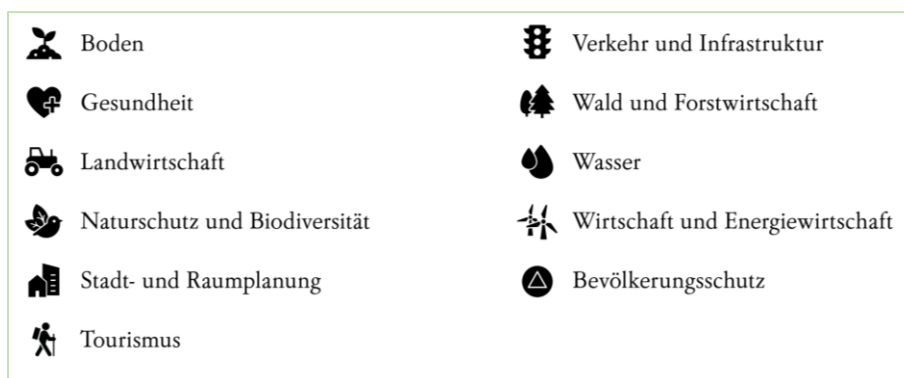 Boden
Gesundheit
Landwirtschaft
Naturschutz und Biodiversität
Stadt- und Raumplanung
Tourismus
Verkehr und Infrastruktur
Wald und Forstwirtschaft
Wasser
Wirtschaft und Energiewirtschaft
Bevölkerungsschutz